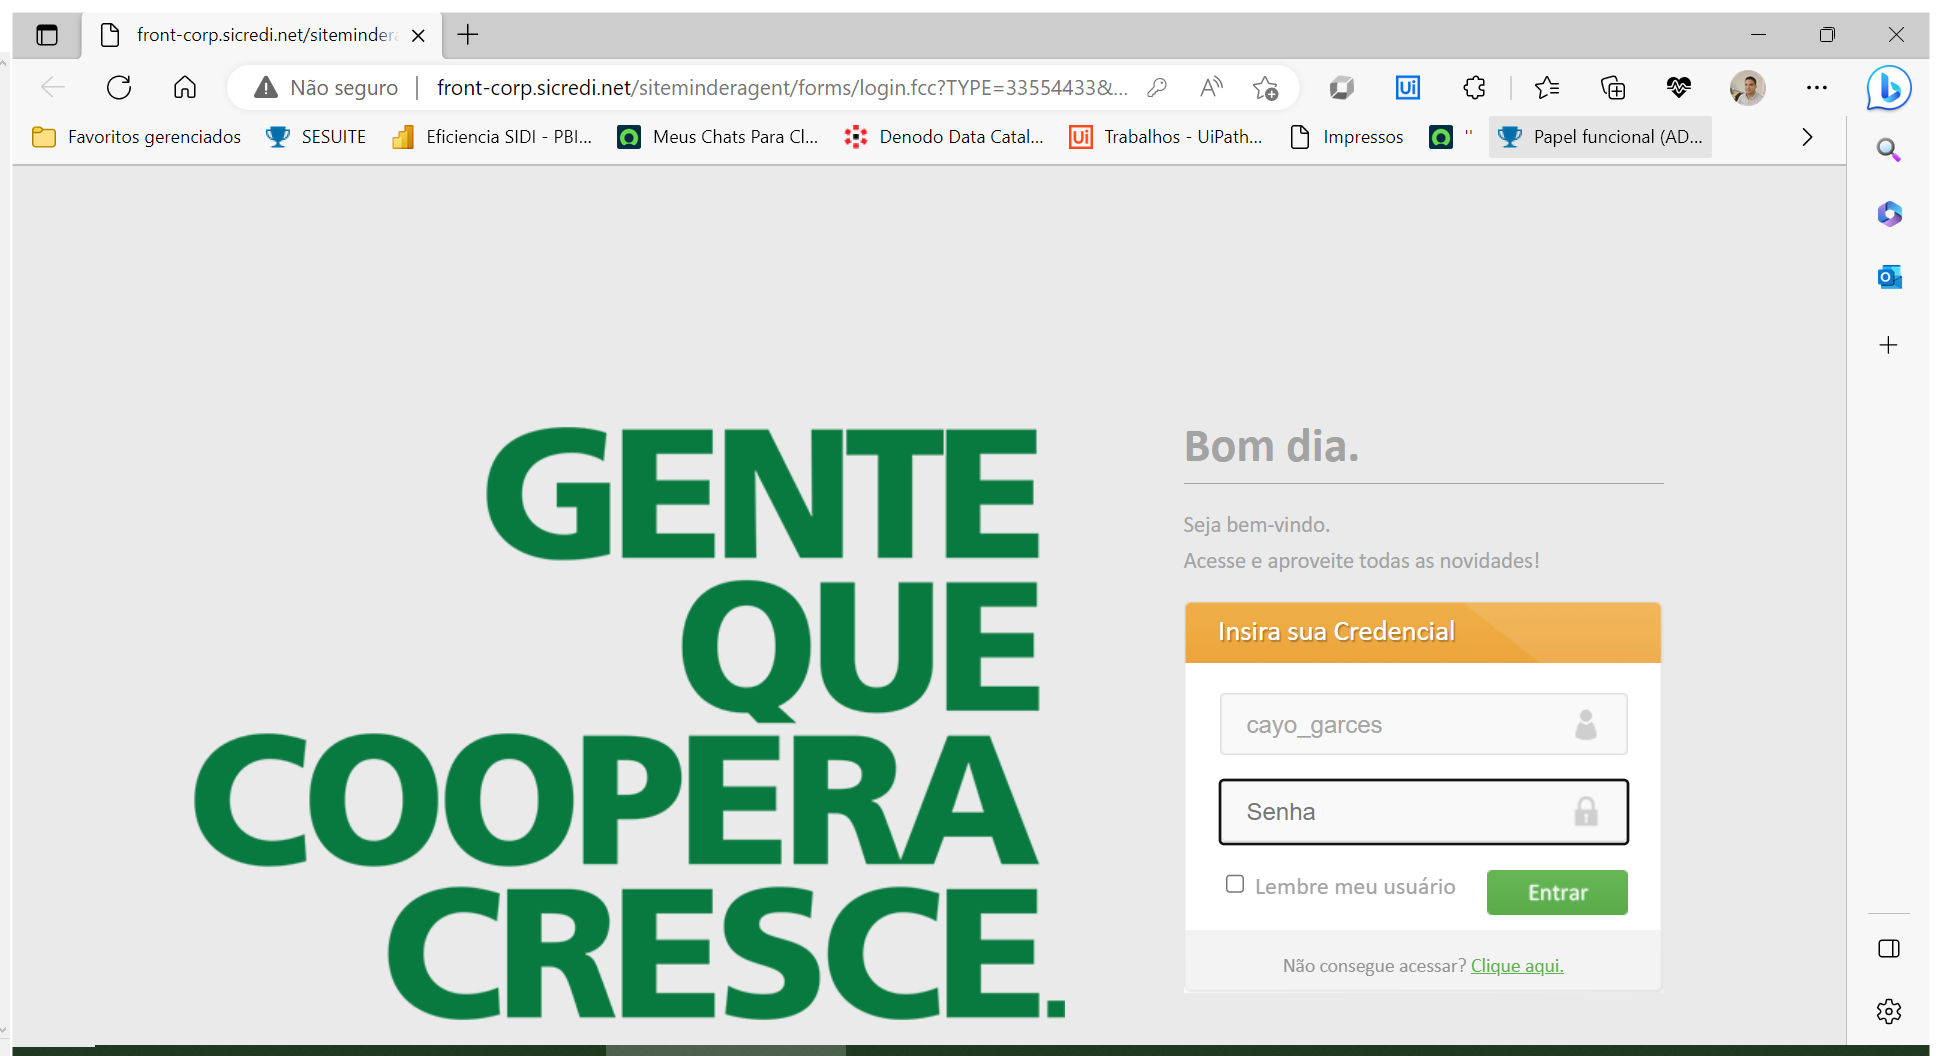 front-corp.sicredi.net/siteminder
Não seguro
front-corp.sicredi.net/siteminderagent/forms/login.fcc?TYPE=33554433&...
Favoritos gerenciados
SESUITE
Eficiencia SIDI - PBI...
Meus Chats Para Cl...
Denodo Data Catal...
Trabalhos - UiPath...
Impressos
"
Papel funcional (AD...
GENTE
QUE
COOPERA
CRESCE.
Bom dia.
Seja bem-vindo.
Acesse e aproveite todas as novidades!
Insira sua Credencial
cayo_garces
Senha
Lembre meu usuário
Entrar
Não consegue acessar? Clique aqui.